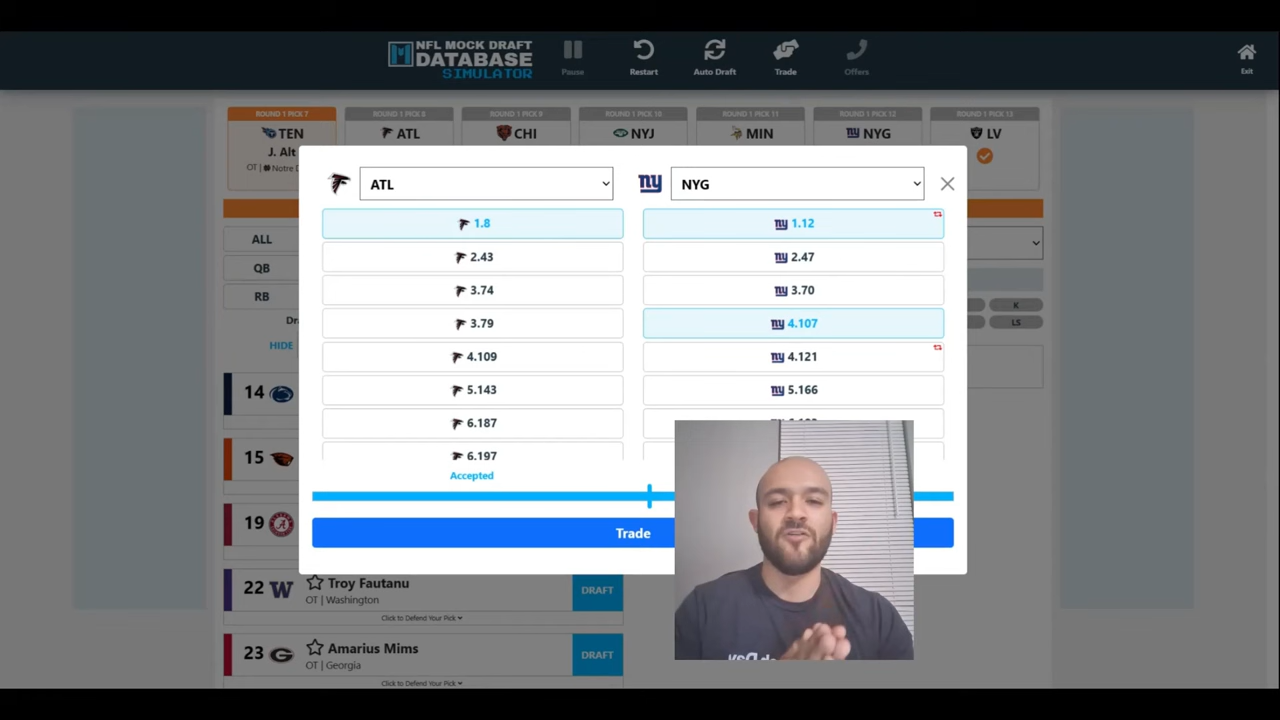 NFL MOCK DRAFT
DATABASE
SIMULATOR
Pause
Restart
Auto Draft
Trade
Offers
Exit
ROUND 1 PICK 7
ROUND 1 PICK 8
ROUND 1 PICK 9
ROUND 1 PICK 10
ROUND 1 PICK 11
ROUND 1 PICK 12
ROUND 1 PICK 13
TEN
ATL
CHI
NYJ
MIN
NYG
LV
J. Alt
OT | Notre D
ATL
NYG
1.8
1.12
2.43
2.47
3.74
3.70
3.79
4.107
4.109
4.121
5.143
5.166
6.187
6.197
Accepted
Trade
ALL
QB
RB
HIDE
K
LS
14
15
19
22
Troy Fautanu
OT | Washington
DRAFT
Click to Defend Your Pick
23
Amarius Mims
OT | Georgia
DRAFT
Click to Defend Your Pick